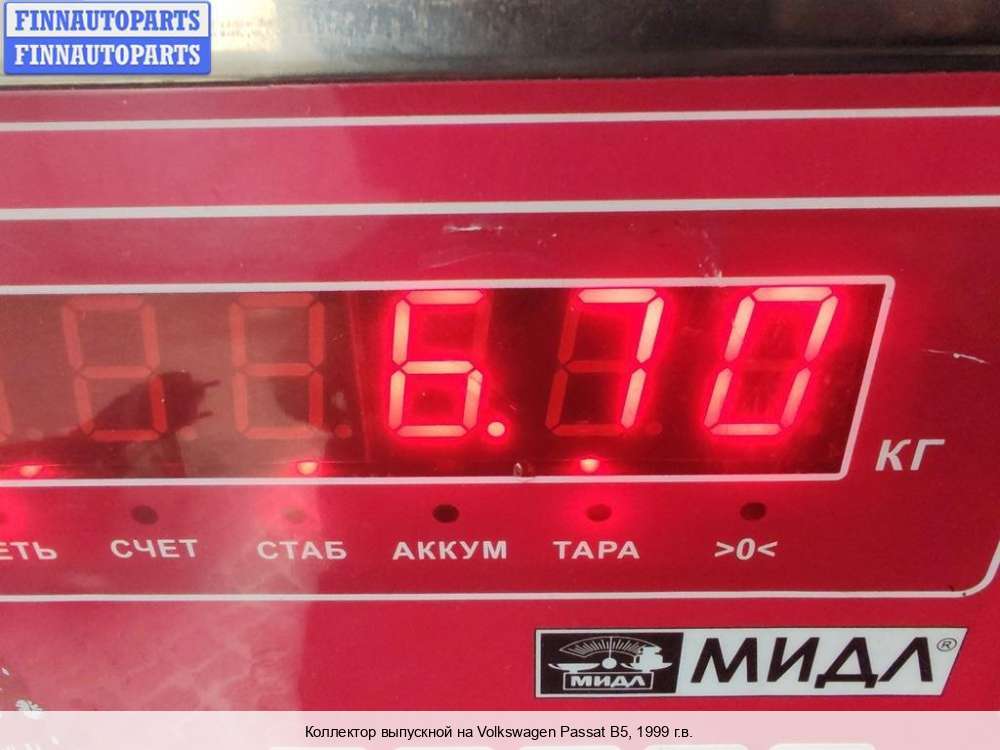 FINNAUTOPARTS
FINNAUTOPARTS
6.70
КГ
ЕТЬ СЧЕТ СТАБ АККУМ ТАРА >0<
МИДЛ МИДЛ®
Коллектор выпускной на Volkswagen Passat B5, 1999 г.в.